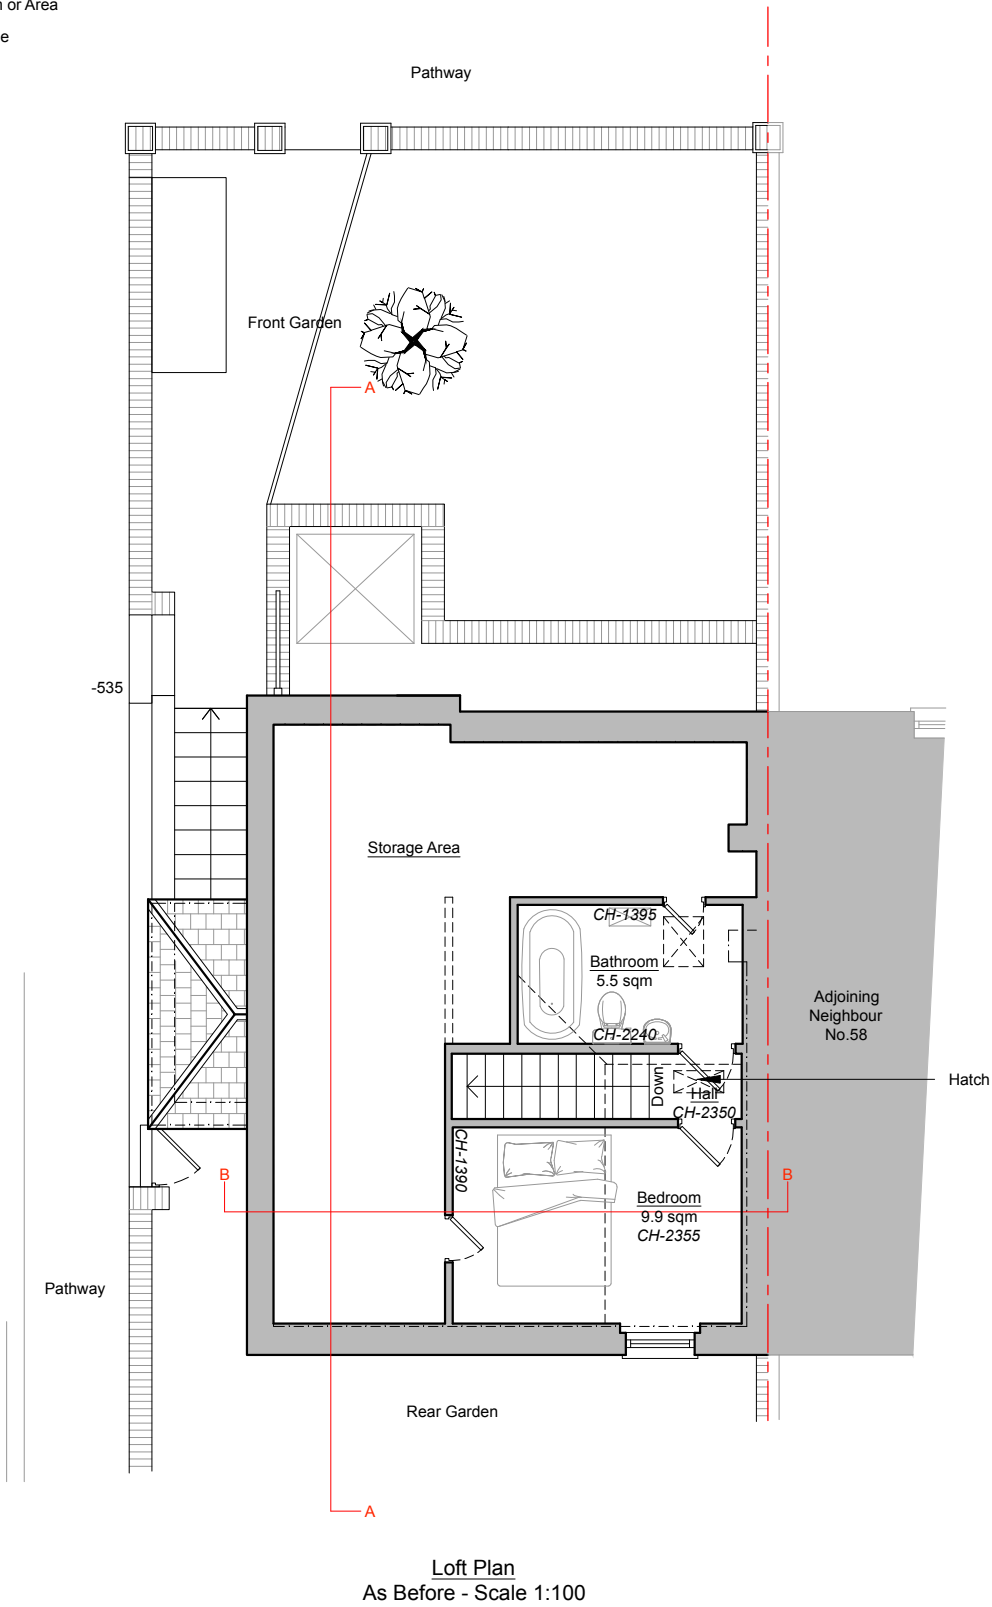 n or Area
e
Pathway
Front Garden
A
-535
Storage Area
CH-1395
Bathroom
5.5 sqm
CH-2240
Adjoining
Neighbour
No.58
Down
Hall
CH-2350
Hatch
CH-1390
B
B
Bedroom
9.9 sqm
CH-2355
Pathway
Rear Garden
A
Loft Plan
As Before - Scale 1:100